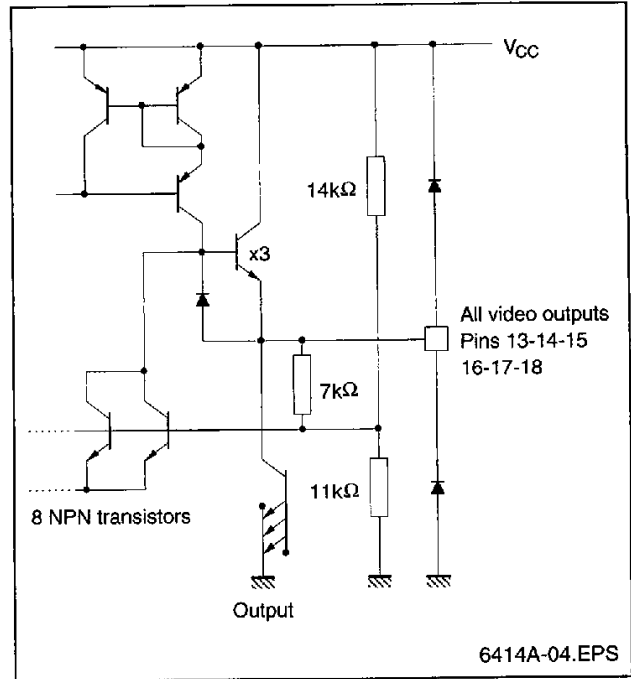 VCC
14kΩ
x3
All video outputs
Pins 13-14-15
16-17-18
7kΩ
11kΩ
8 NPN transistors
Output
6414A-04.EPS